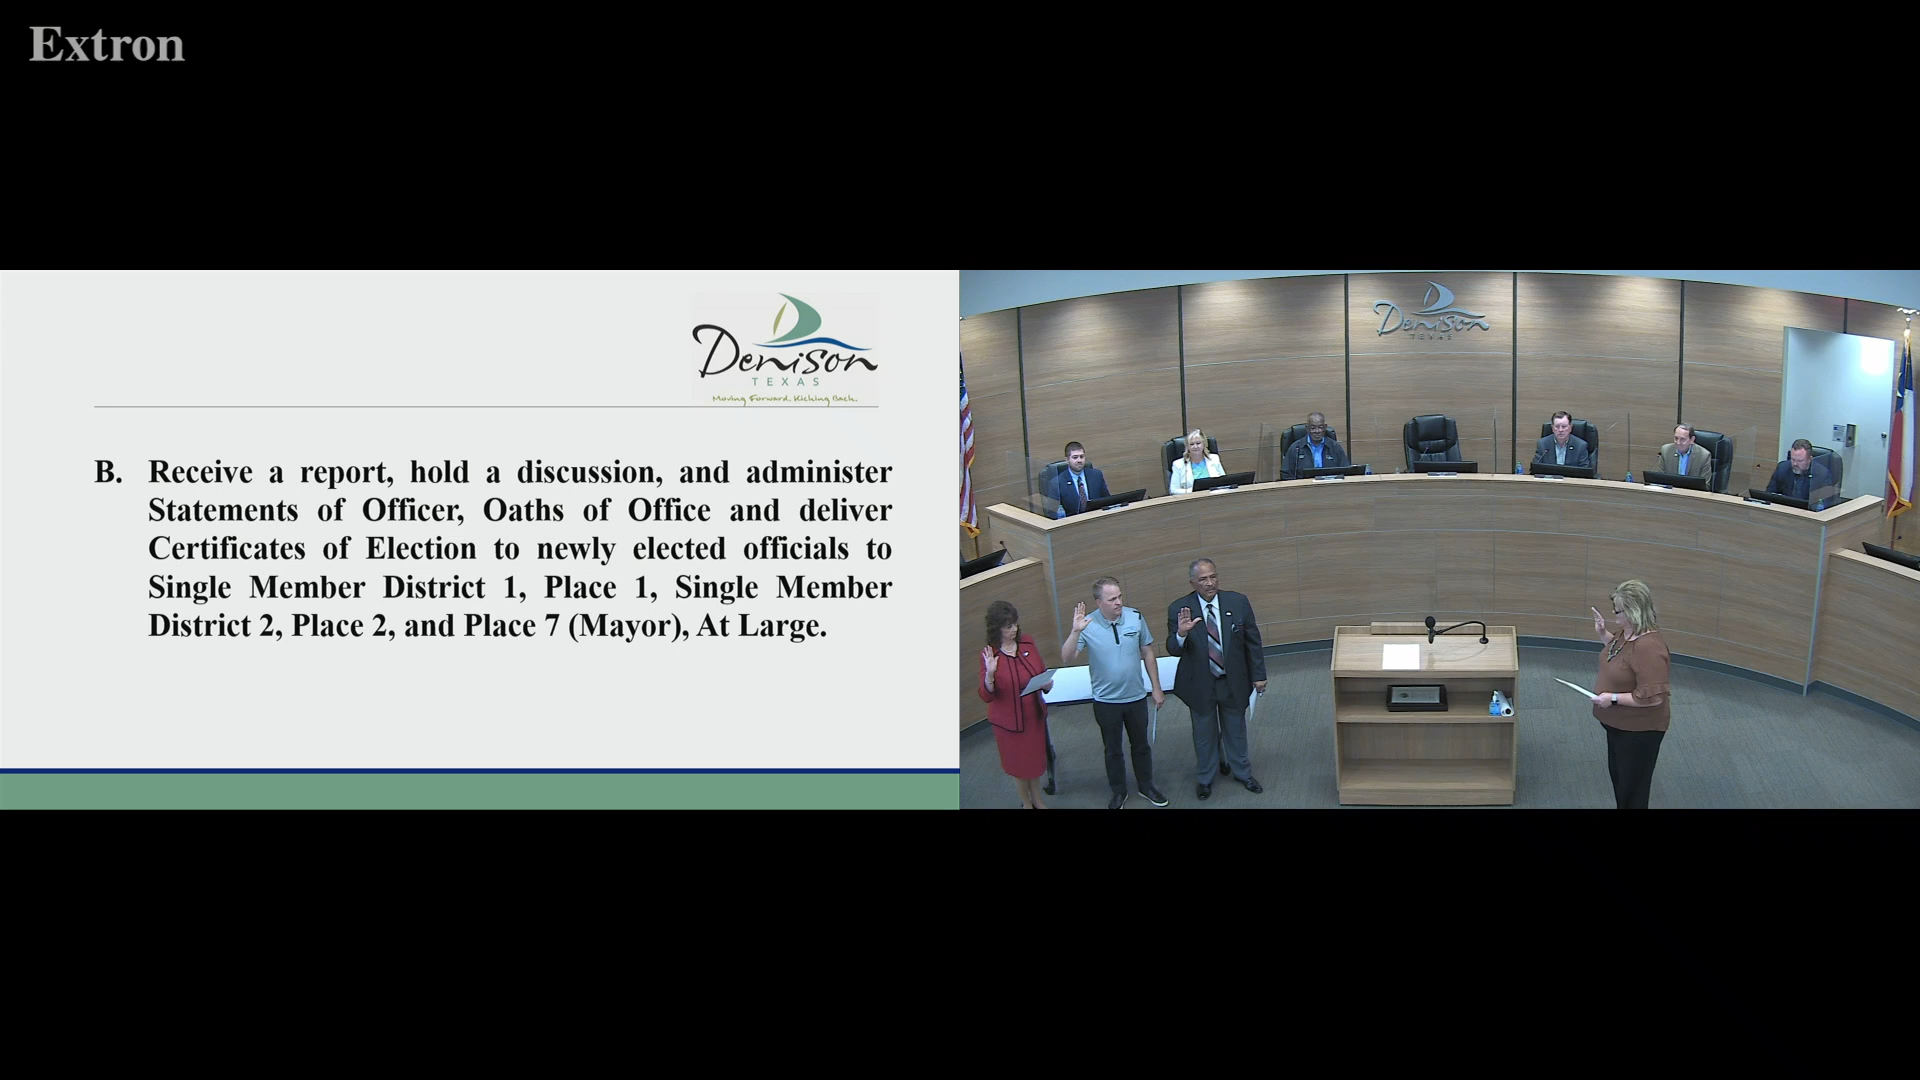 Extron
Denison
TEXAS
Moving Forward. Kicking Back.
B. Receive a report, hold a discussion, and administer
Statements of Officer, Oaths of Office and deliver
Certificates of Election to newly elected officials to
Single Member District 1, Place 1, Single Member
District 2, Place 2, and Place 7 (Mayor), At Large.
Denison
TEXAS